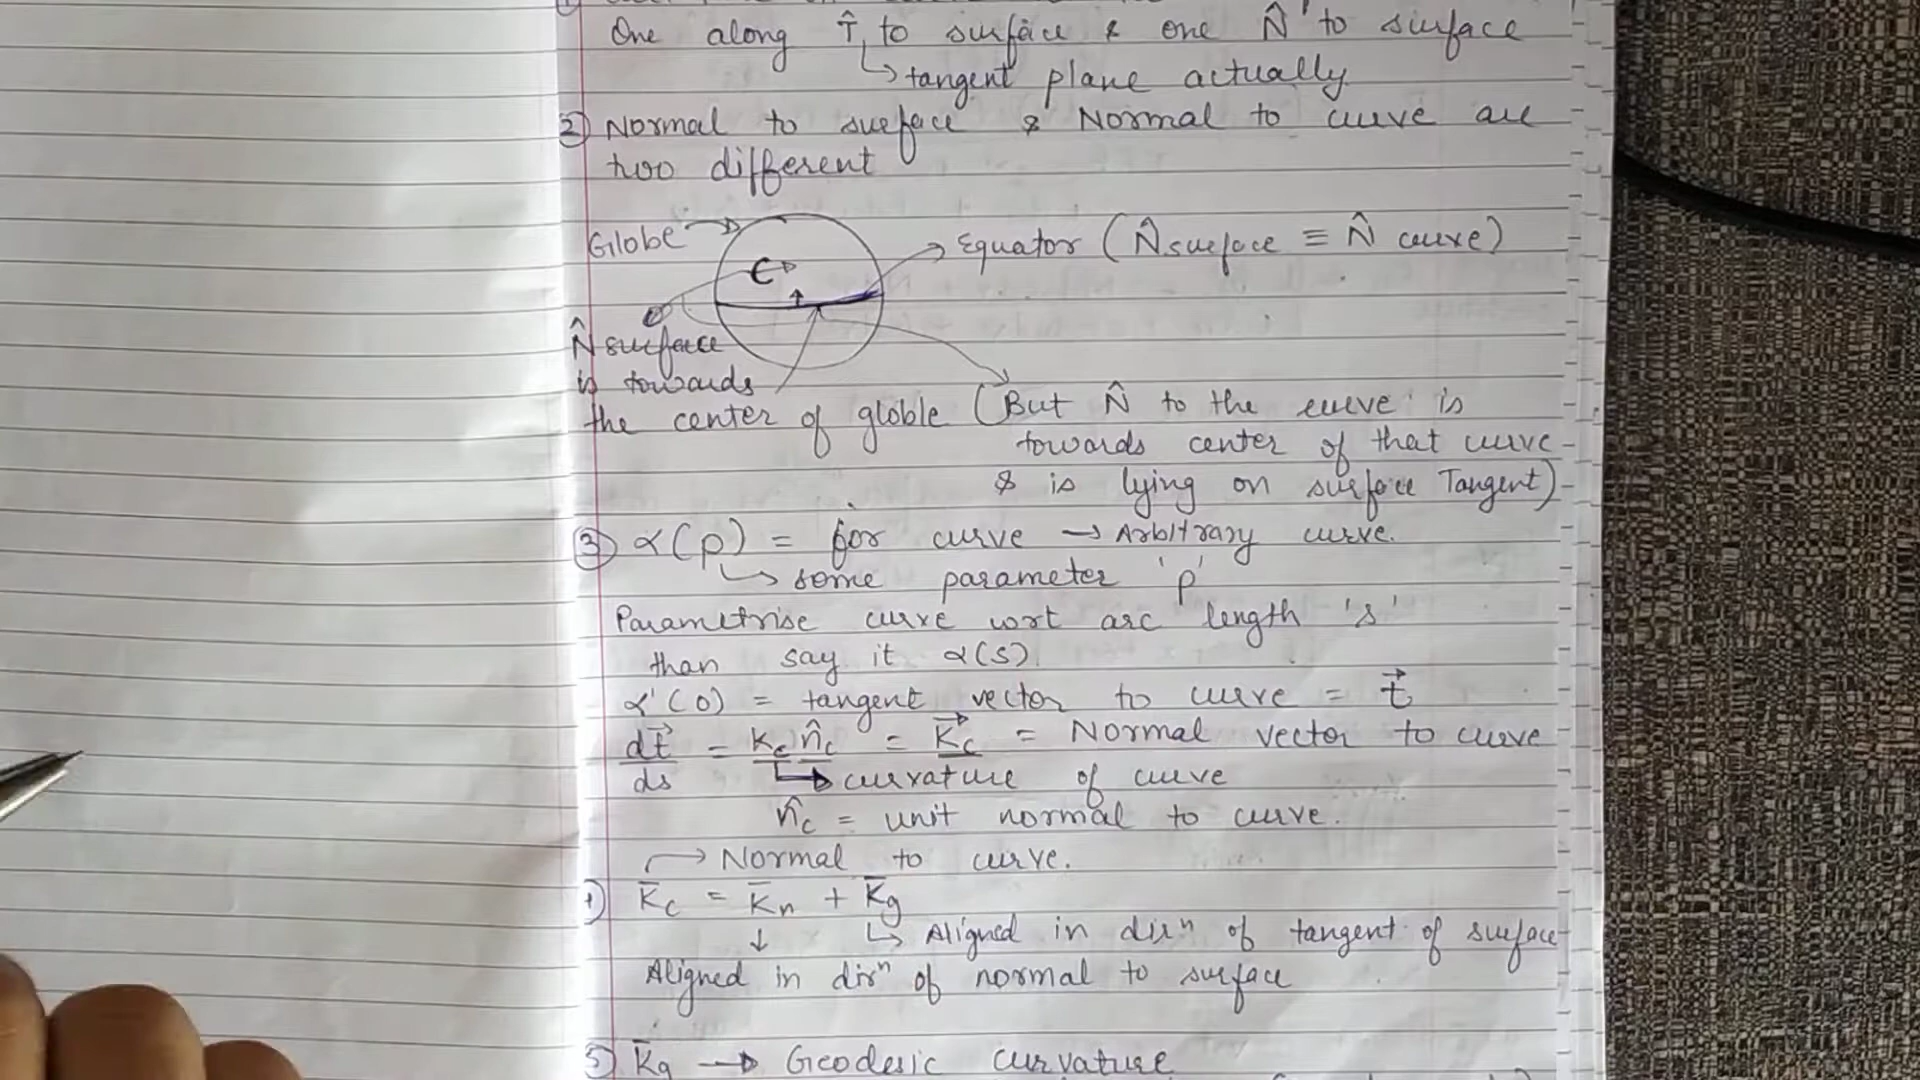 One along T̂ to surface & one N̂ to surface
↳ tangent plane actually
② Normal to surface & Normal to curve are
two different
Globe → Equator (N̂ surface ≡ N̂ curve)
C
N̂ surface
is towards
the center of globle (But N̂ to the curve is
towards center of that curve
& is lying on surface Tangent)
③ α(p) = for curve → Arbitrary curve.
↳ some parameter 'p'
Parametrise curve wrt arc length 's'
than say it α(s).
α'(0) = tangent vector to curve = t⃗
dt⃗/ds = kc n̂c = K⃗c = Normal vector to curve
↳ curvature of curve
n̂c = unit normal to curve.
→ Normal to curve.
K̄c = K̄n + K̄g
↓ ↳ Aligned in dirⁿ of tangent of surface
Aligned in dirⁿ of normal to surface
⑤ K̄g → Geodesic curvature